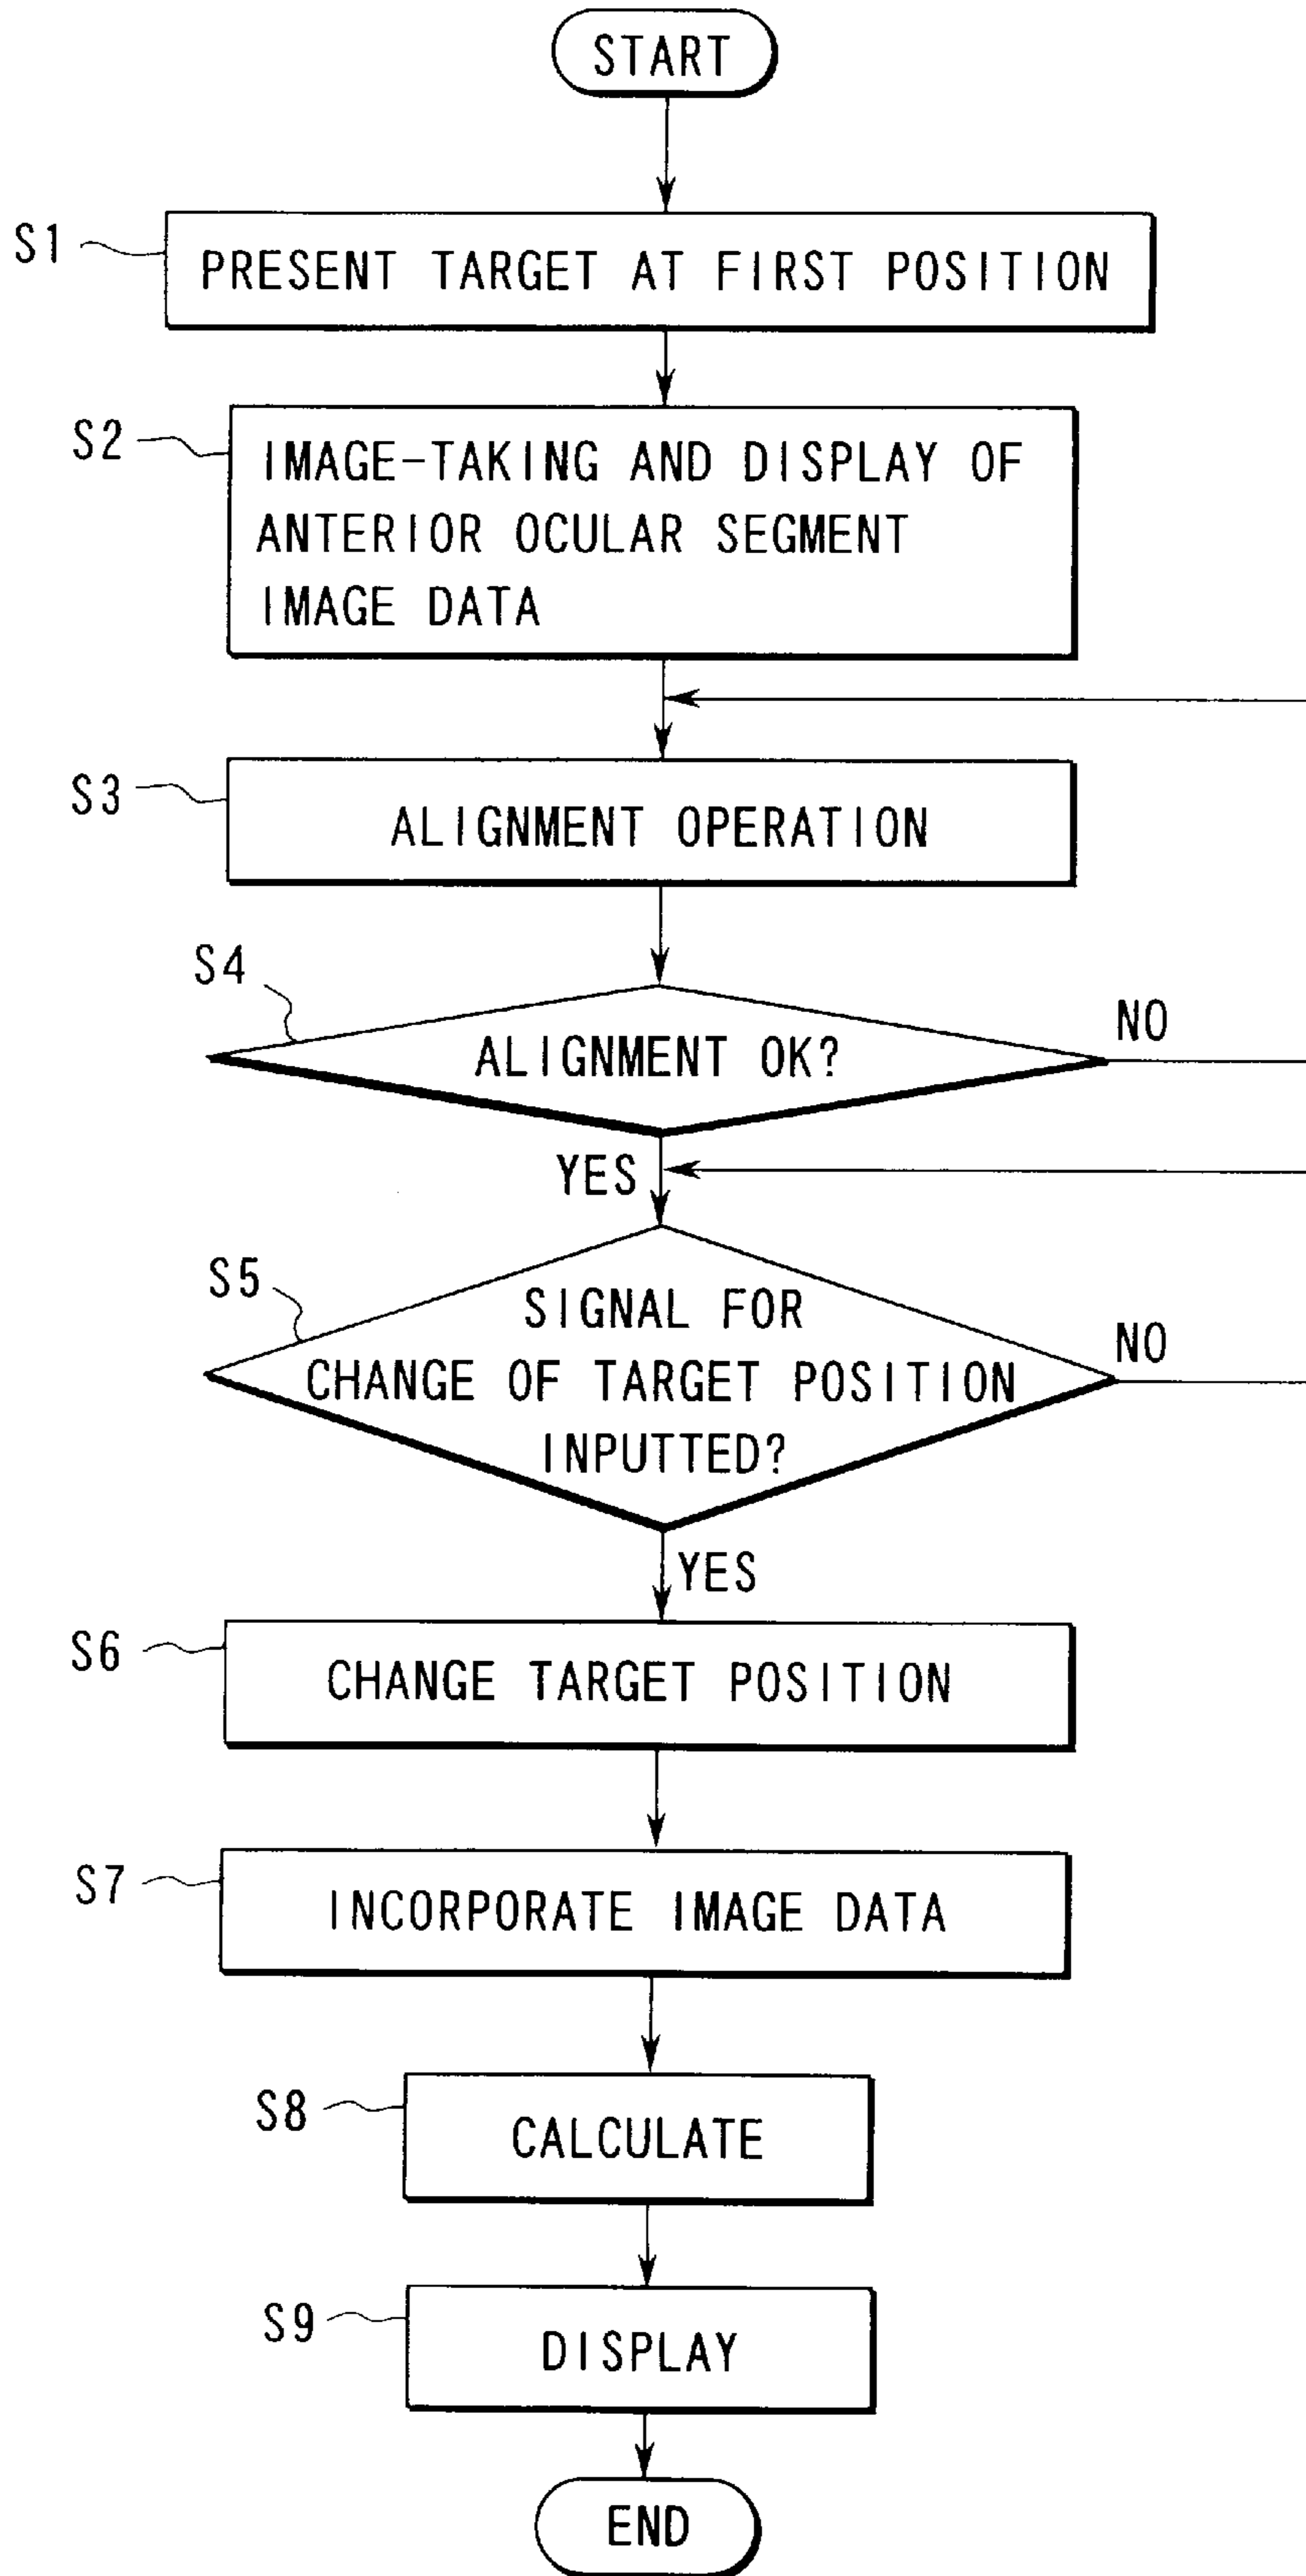 START
S1
PRESENT TARGET AT FIRST POSITION
S2
IMAGE-TAKING AND DISPLAY OF
ANTERIOR OCULAR SEGMENT
IMAGE DATA
S3
ALIGNMENT OPERATION
S4
ALIGNMENT OK?
NO
YES
S5
SIGNAL FOR
CHANGE OF TARGET POSITION
INPUTTED?
NO
YES
S6
CHANGE TARGET POSITION
S7
INCORPORATE IMAGE DATA
S8
CALCULATE
S9
DISPLAY
END